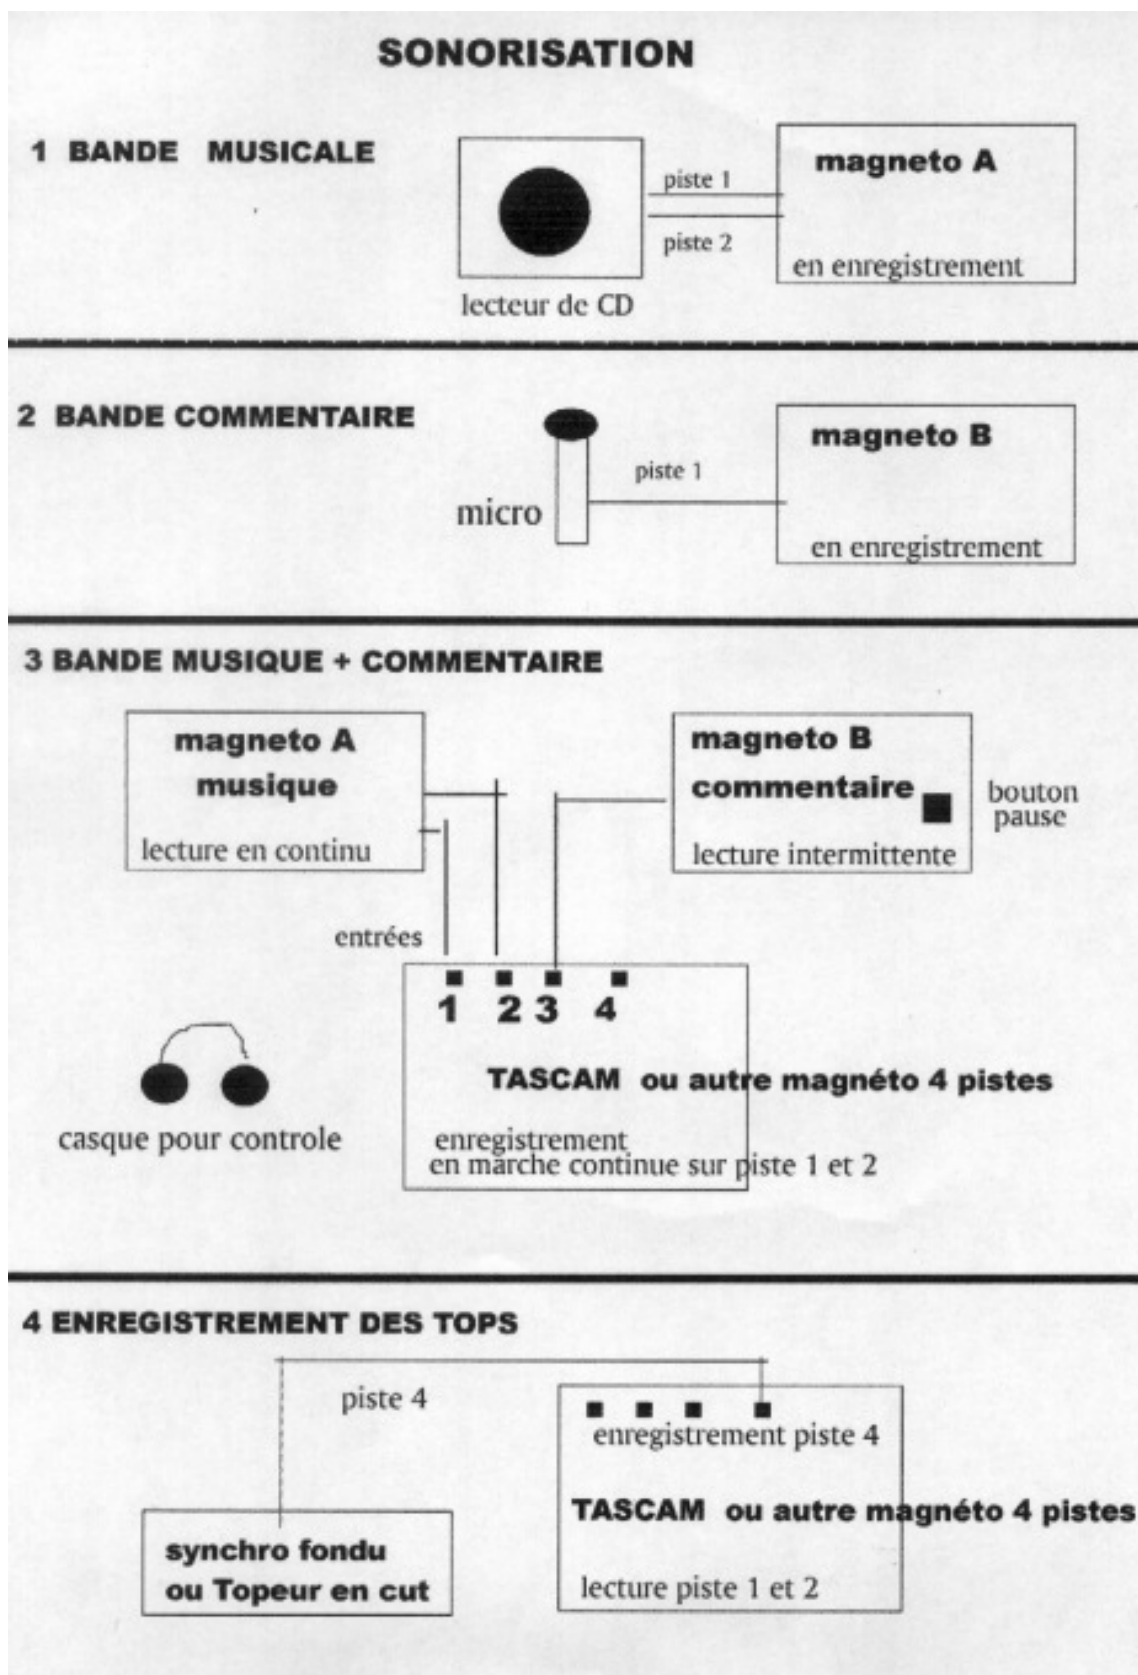 SONORISATION
1 BANDE MUSICALE
piste 1
piste 2
lecteur de CD
magneto A
en enregistrement
2 BANDE COMMENTAIRE
micro
piste 1
magneto B
en enregistrement
3 BANDE MUSIQUE + COMMENTAIRE
magneto A
musique
lecture en continu
magneto B
commentaire
lecture intermittente
bouton
pause
entrées
1 2 3 4
TASCAM ou autre magnéto 4 pistes
enregistrement
en marche continue sur piste 1 et 2
casque pour controle
4 ENREGISTREMENT DES TOPS
piste 4
enregistrement piste 4
TASCAM ou autre magnéto 4 pistes
lecture piste 1 et 2
synchro fondu
ou Topeur en cut